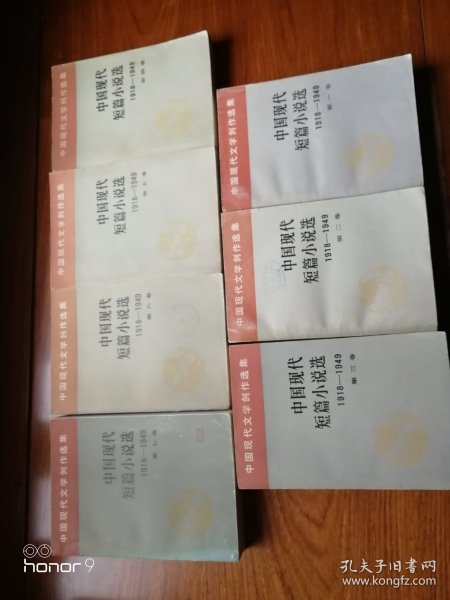 中国现代文学创作选集
中国现代
短篇小说选
1918—1949
第四卷
中国现代文学创作选集
中国现代
短篇小说选
1918—1949
第五卷
中国现代文学创作选集
中国现代
短篇小说选
1918—1949
第六卷
中国现代文学创作选集
中国现代
短篇小说选
1918—1949
第七卷
中国现代文学创作选集
中国现代
短篇小说选
1918—1949
第一卷
中国现代文学创作选集
中国现代
短篇小说选
1918—1949
第二卷
中国现代文学创作选集
中国现代
短篇小说选
1918—1949
第三卷
honor 9
孔夫子旧书网
www.kongfz.com